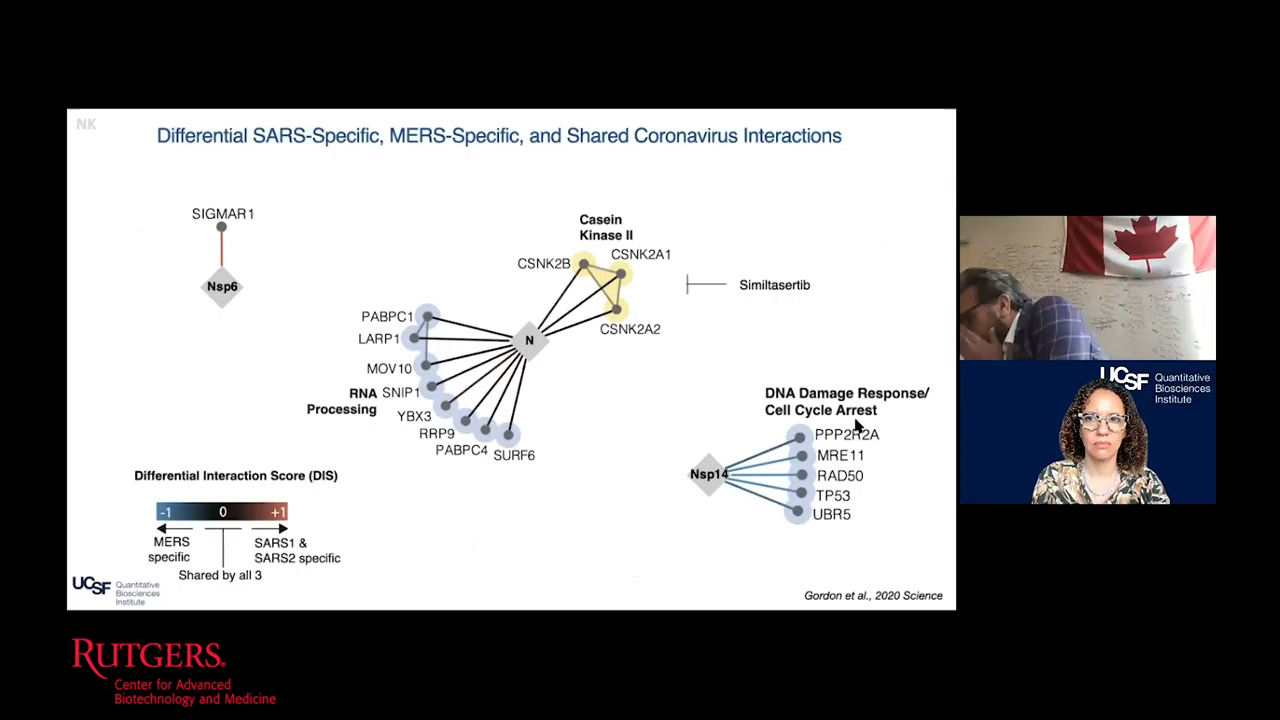 NK
Differential SARS-Specific, MERS-Specific, and Shared Coronavirus Interactions
SIGMAR1
Nsp6
Casein
Kinase II
CSNK2B
CSNK2A1
CSNK2A2
Similtasertib
PABPC1
LARP1
MOV10
SNIP1
YBX3
RRP9
PABPC4
SURF6
N
RNA
Processing
DNA Damage Response/
Cell Cycle Arrest
PPP2R2A
MRE11
RAD50
TP53
UBR5
Nsp14
Differential Interaction Score (DIS)
-1 0 +1
MERS
specific
SARS1 &
SARS2 specific
Shared by all 3
UCSF Quantitative
Biosciences
Institute
Gordon et al., 2020 Science
UCSF Quantitative
Biosciences
Institute
RUTGERS
Center for Advanced
Biotechnology and Medicine